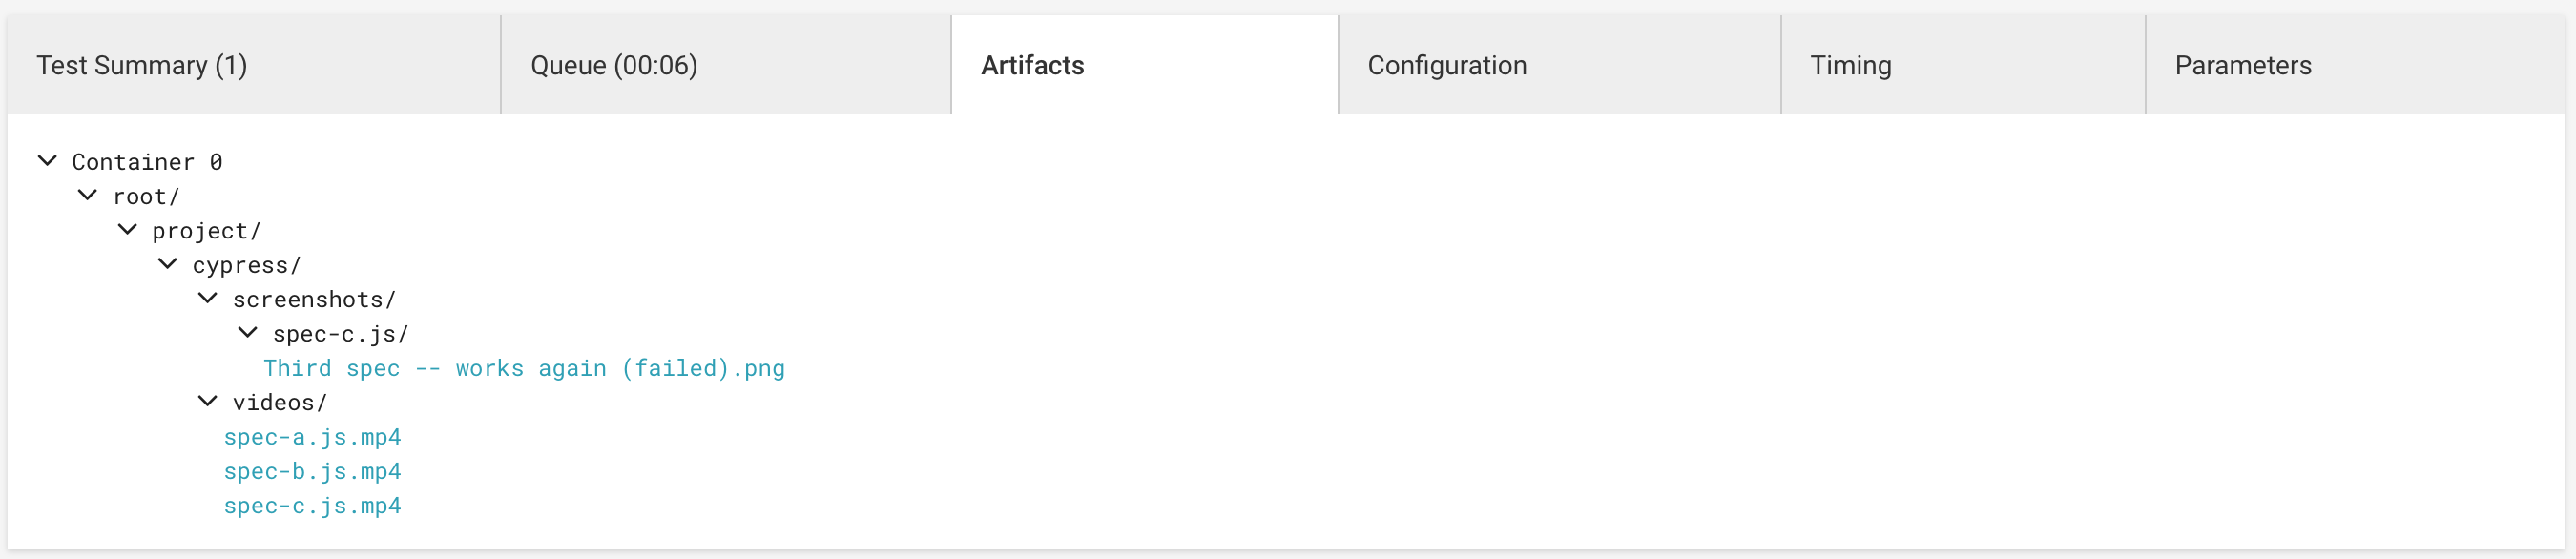 Test Summary (1)
Queue (00:06)
Artifacts
Configuration
Timing
Parameters
Container 0
root/
project/
cypress/
screenshots/
spec-c.js/
Third spec -- works again (failed).png
videos/
spec-a.js.mp4
spec-b.js.mp4
spec-c.js.mp4